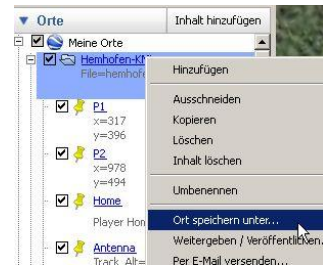 Orte
Inhalt hinzufügen
Meine Orte
Hemhofen-KM
File=hemhofe
P1
x=317
y=396
P2
x=978
y=494
Home
Player Hon
Antenna
Track Alt=
Hinzufügen
Ausschneiden
Kopieren
Löschen
Inhalt löschen
Umbenennen
Ort speichern unter...
Weitergeben / Veröffentlichen.
Per E-Mail versenden...